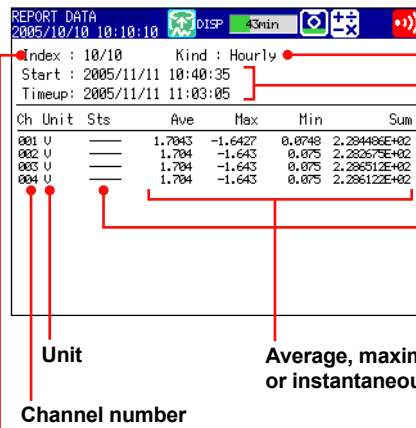 REPORT DATA
2005/10/10 10:10:10 DISP 43min
Index : 10/10 Kind : Hourly
Start : 2005/11/11 10:40:35
Timeup: 2005/11/11 11:03:05
Ch Unit Sts Ave Max Min Sum
001 V 1.7043 -1.6427 0.0748 2.284486E+02
002 V 1.704 -1.643 0.075 2.282675E+02
003 V 1.704 -1.643 0.075 2.286512E+02
004 V 1.704 -1.643 0.075 2.286122E+02
Unit
Average, maxim
or instantaneou
Channel number